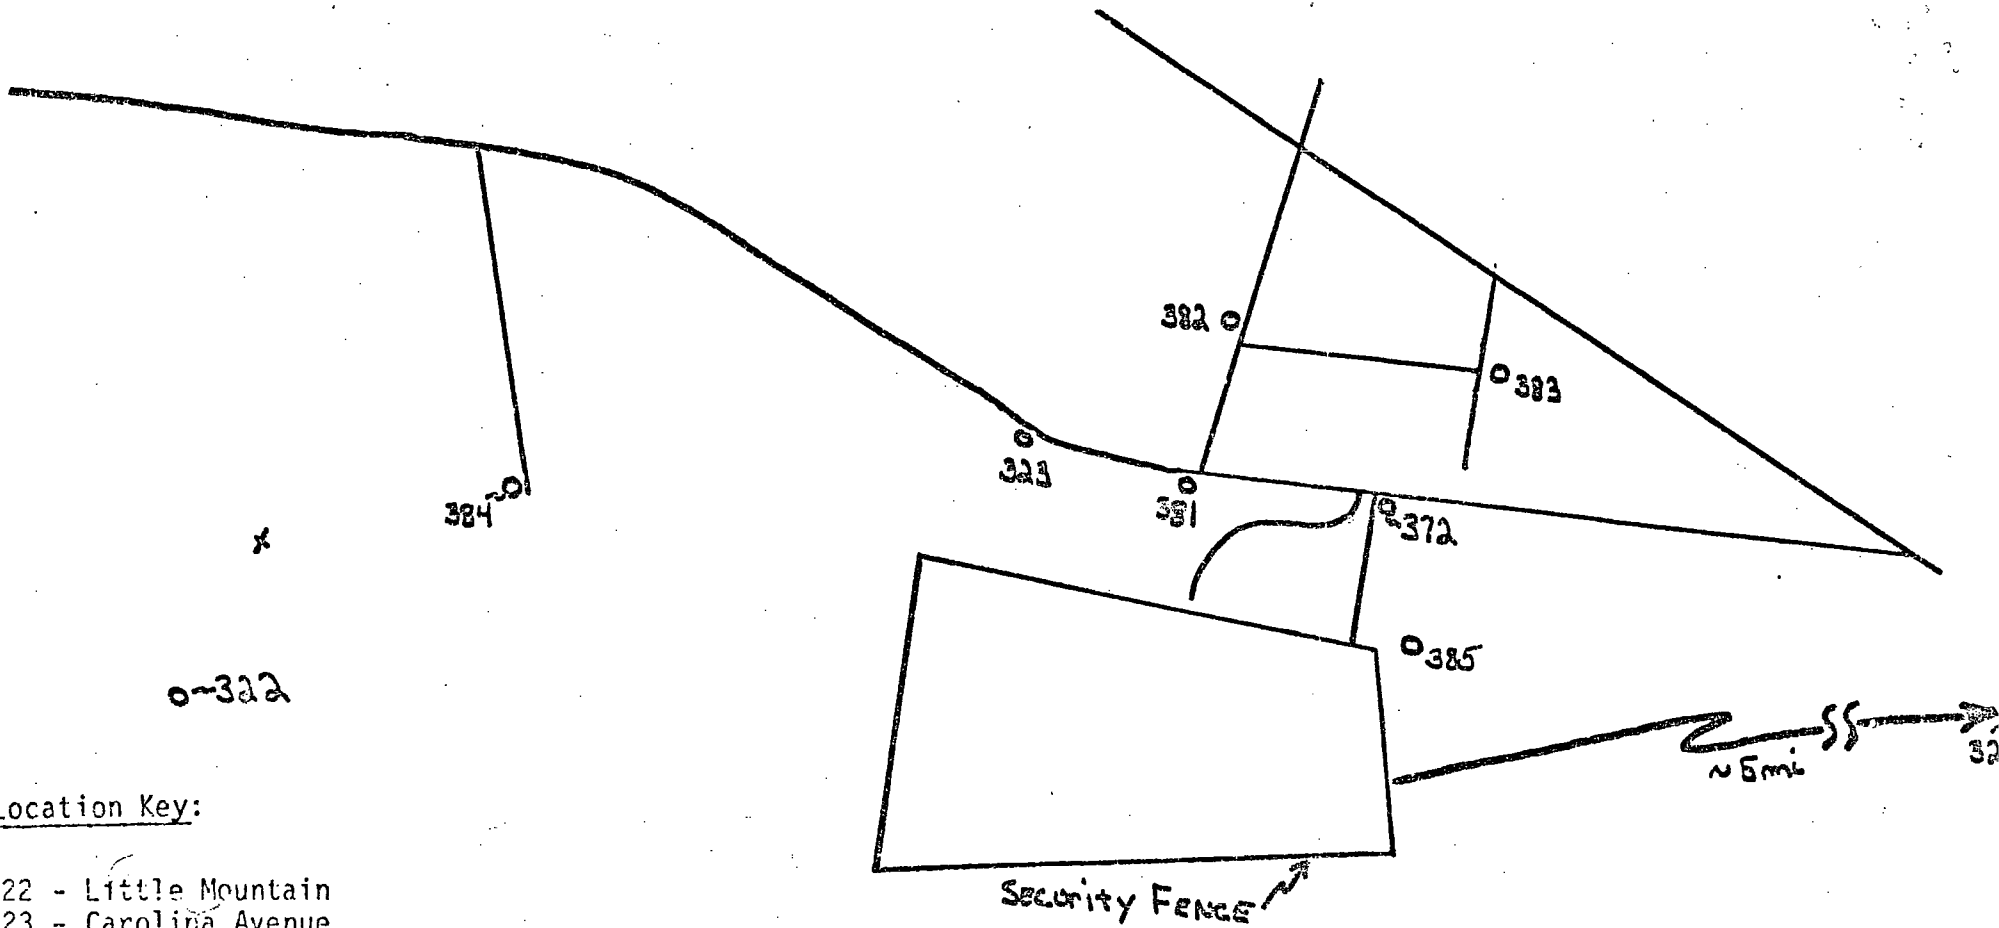 382
383
323
384
381
372
385
322
~ 5mi
32
Location Key:
22 - Little Mountain
23 - Carolina Avenue
Security Fence